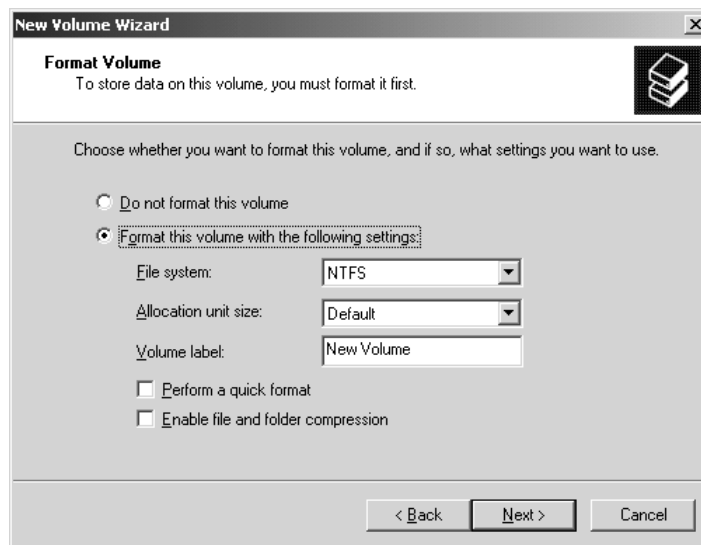 New Volume Wizard
Format Volume
To store data on this volume, you must format it first.
Choose whether you want to format this volume, and if so, what settings you want to use.
Do not format this volume
Format this volume with the following settings:
File system: NTFS
Allocation unit size: Default
Volume label: New Volume
Perform a quick format
Enable file and folder compression
< Back Next > Cancel